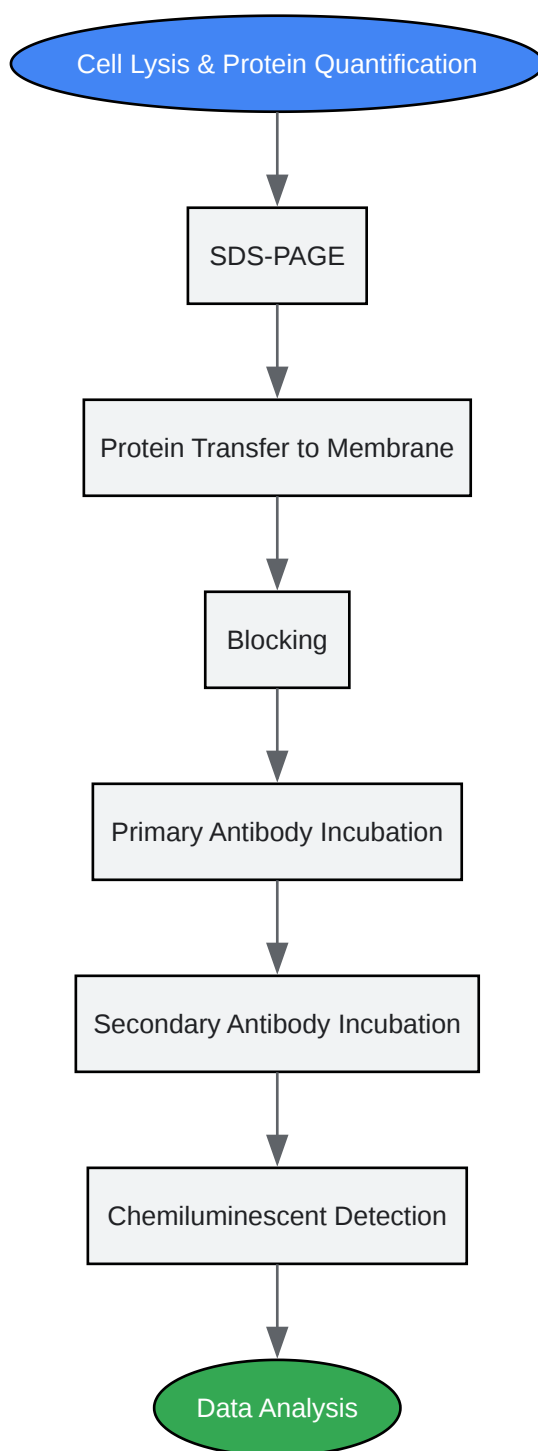 Cell Lysis & Protein Quantification
SDS-PAGE
Protein Transfer to Membrane
Blocking
Primary Antibody Incubation
Secondary Antibody Incubation
Chemiluminescent Detection
Data Analysis